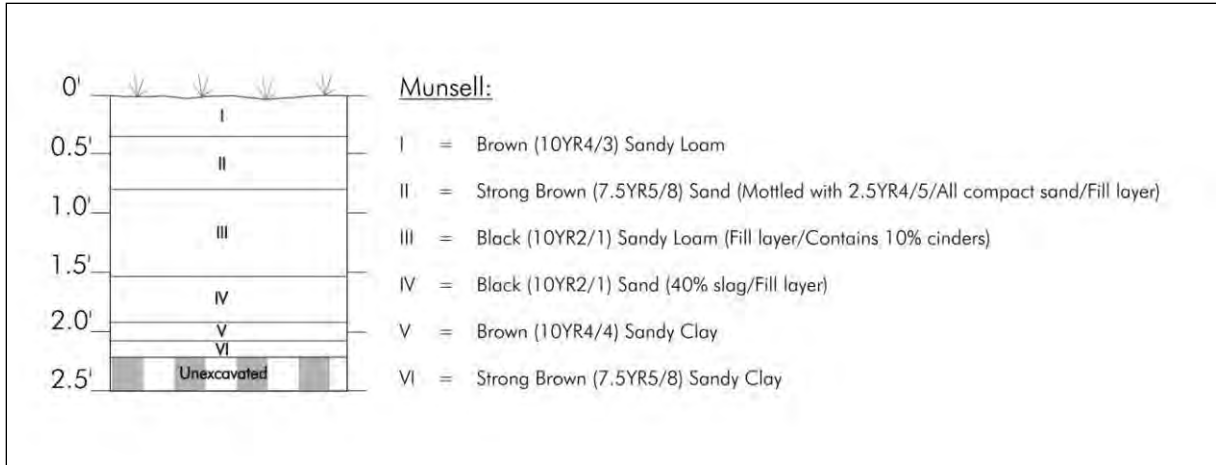 0'
0.5'
1.0'
1.5'
2.0'
2.5'
I
II
III
IV
V
VI
Unexcavated
Munsell:
I = Brown (10YR4/3) Sandy Loam
II = Strong Brown (7.5YR5/8) Sand (Mottled with 2.5YR4/5/All compact sand/Fill layer)
III = Black (10YR2/1) Sandy Loam (Fill layer/Contains 10% cinders)
IV = Black (10YR2/1) Sand (40% slag/Fill layer)
V = Brown (10YR4/4) Sandy Clay
VI = Strong Brown (7.5YR5/8) Sandy Clay